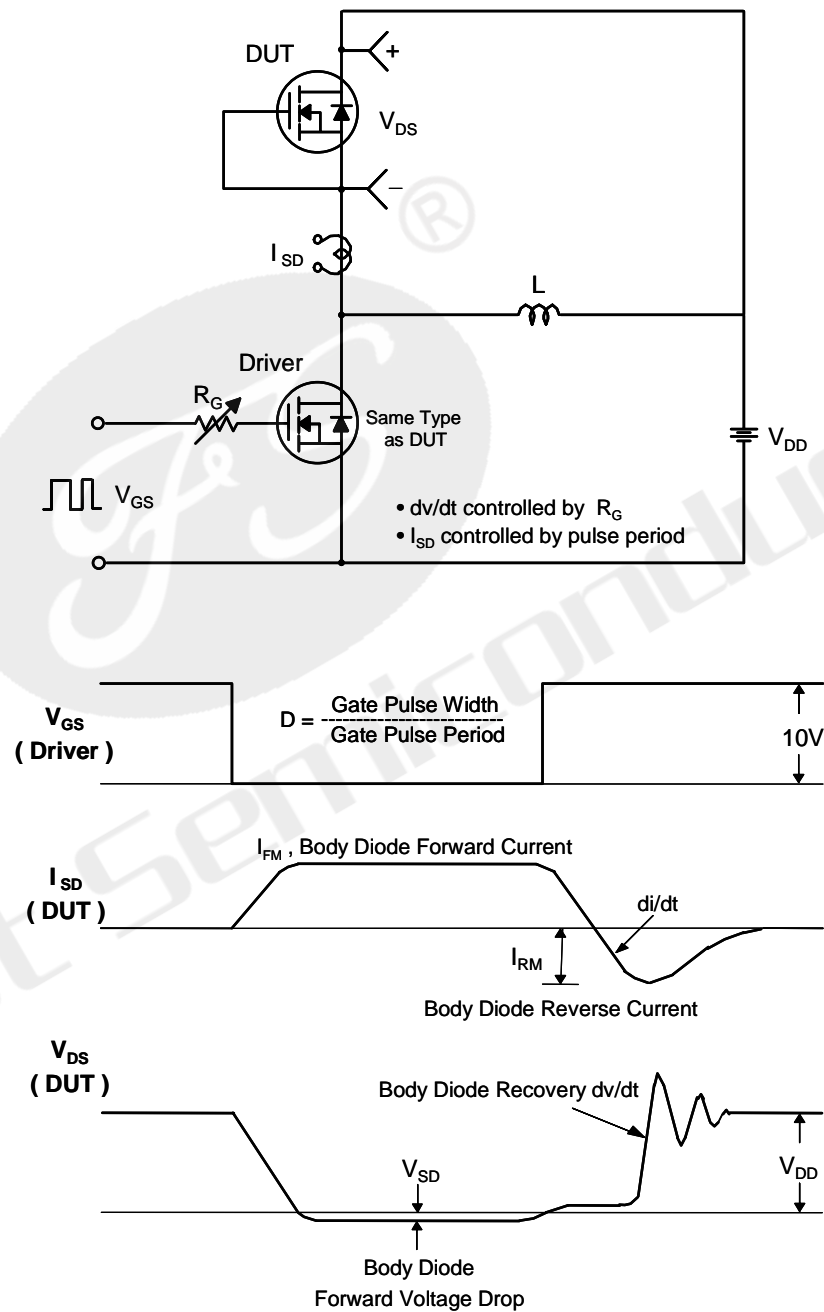 DUT
+
V_DS
−
I_SD
L
Driver
R_G
Same Type
as DUT
V_DD
V_GS
• dv/dt controlled by R_G
• I_SD controlled by pulse period
®
V_GS
( Driver )
D = Gate Pulse Width
Gate Pulse Period
10V
I_FM , Body Diode Forward Current
I_SD
( DUT )
di/dt
I_RM
Body Diode Reverse Current
V_DS
( DUT )
Body Diode Recovery dv/dt
V_SD
V_DD
Body Diode
Forward Voltage Drop